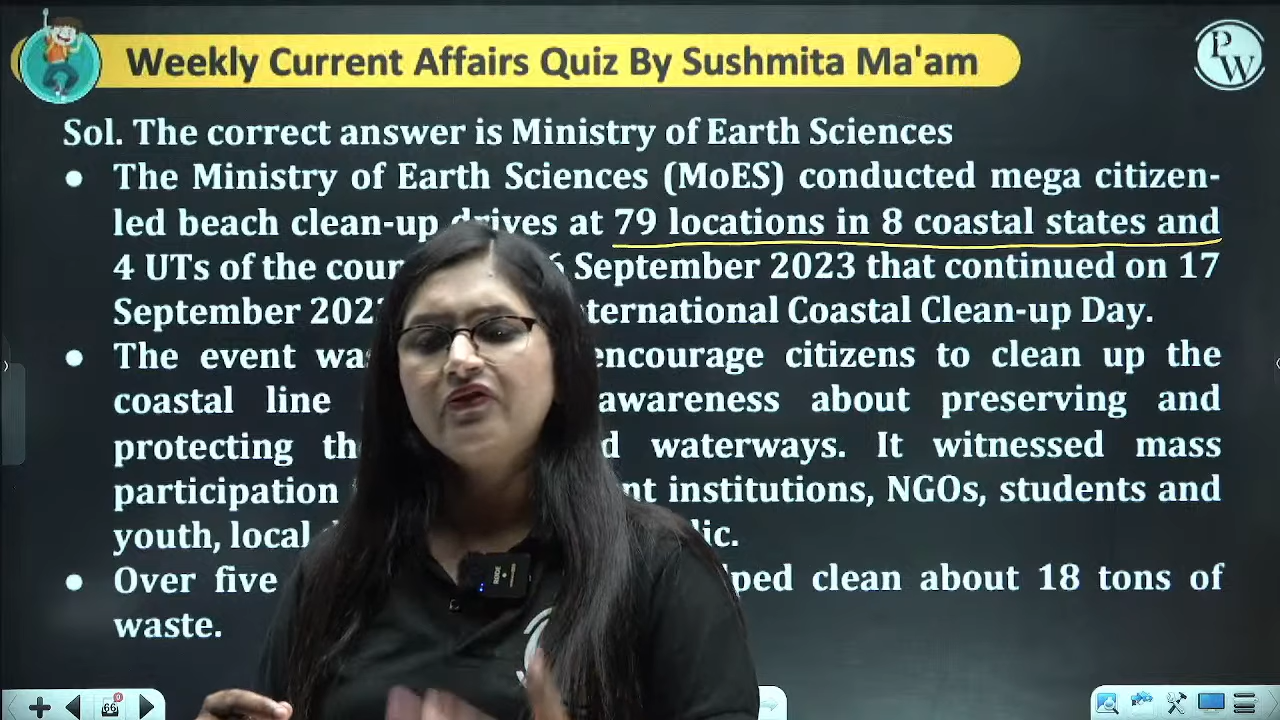 Weekly Current Affairs Quiz By Sushmita Ma'am
PW
Sol. The correct answer is Ministry of Earth Sciences
● The Ministry of Earth Sciences (MoES) conducted mega citizen-
led beach clean-up drives at 79 locations in 8 coastal states and
4 UTs of the September 2023 that continued on 17
September Coastal Clean-up Day.
● The event encourage citizens to clean up the
coastal line awareness about preserving and
protecting waterways. It witnessed mass
participation institutions, NGOs, students and
youth, local
● Over five clean about 18 tons of
waste.
66